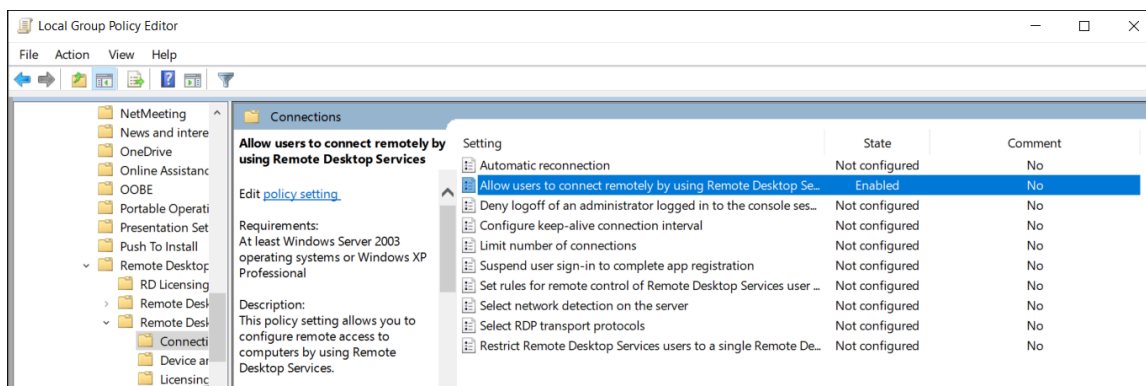 Local Group Policy Editor
File Action View Help
NetMeeting
News and intere
OneDrive
Online Assistanc
OOBE
Portable Operati
Presentation Set
Push To Install
Remote Desktop
RD Licensing
Remote Desk
Remote Desk
Connecti
Device ar
Licensing
Connections
Allow users to connect remotely by
using Remote Desktop Services
Edit policy setting
Requirements:
At least Windows Server 2003
operating systems or Windows XP
Professional
Description:
This policy setting allows you to
configure remote access to
computers by using Remote
Desktop Services.
Setting State Comment
Automatic reconnection Not configured No
Allow users to connect remotely by using Remote Desktop Se... Enabled No
Deny logoff of an administrator logged in to the console ses... Not configured No
Configure keep-alive connection interval Not configured No
Limit number of connections Not configured No
Suspend user sign-in to complete app registration Not configured No
Set rules for remote control of Remote Desktop Services user ... Not configured No
Select network detection on the server Not configured No
Select RDP transport protocols Not configured No
Restrict Remote Desktop Services users to a single Remote De... Not configured No